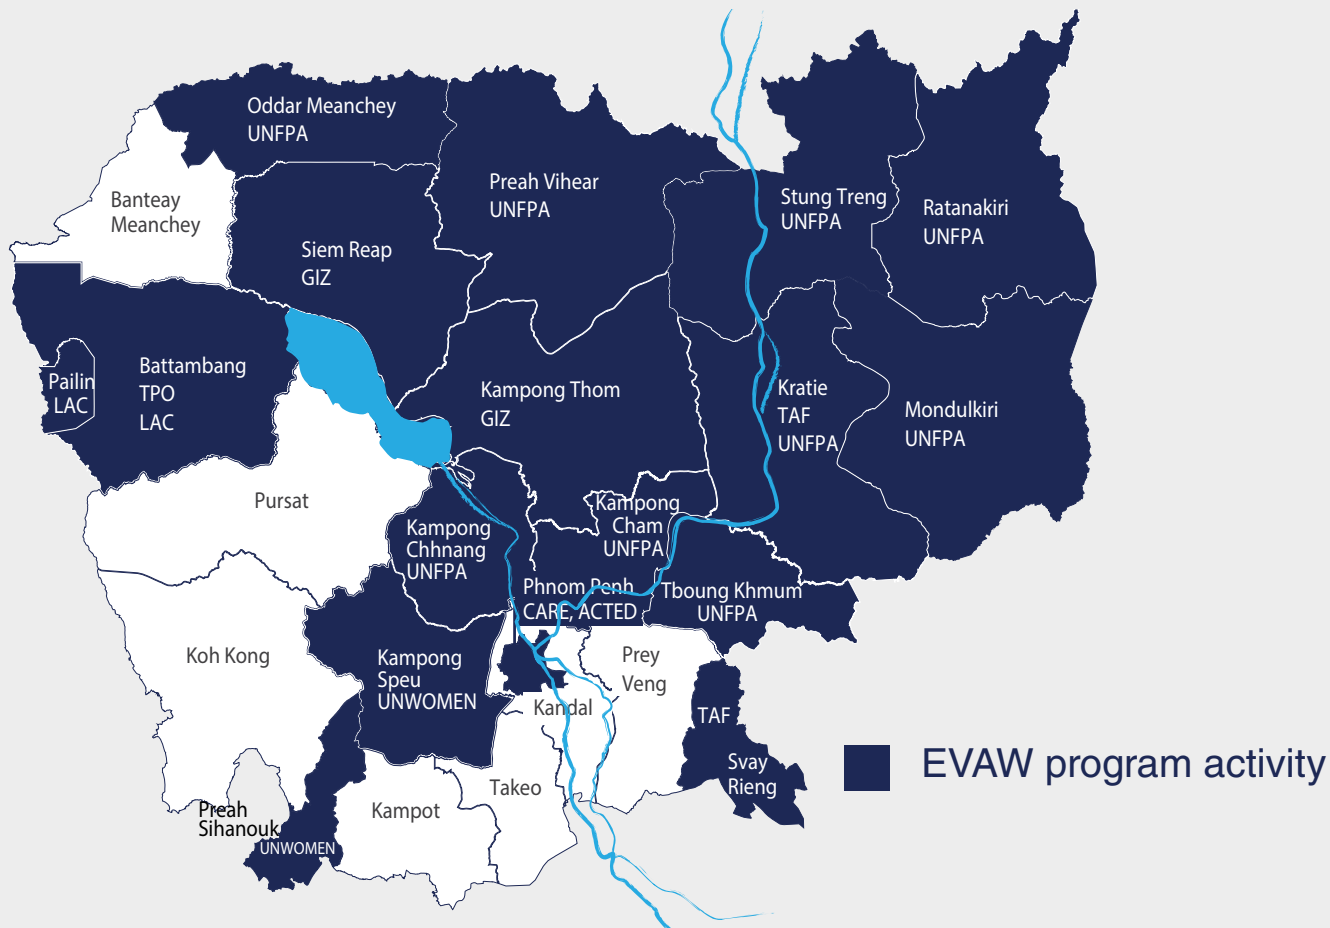 Oddar Meanchey
UNFPA
Banteay
Meanchey
Preah Vihear
UNFPA
Stung Treng
UNFPA
Ratanakiri
UNFPA
Siem Reap
GIZ
Pailin
LAC
Battambang
TPO
LAC
Kampong Thom
GIZ
Kratie
TAF
UNFPA
Mondulkiri
UNFPA
Pursat
Kampong
Chhnang
UNFPA
Kampong
Cham
UNFPA
Phnom Penh
CARE, ACTED
Tboung Khmum
UNFPA
Koh Kong
Kampong
Speu
UNWOMEN
Prey
Veng
Kandal
TAF
Svay
Rieng
EVAW program activity
Takeo
Kampot
Preah
Sihanouk
UNWOMEN